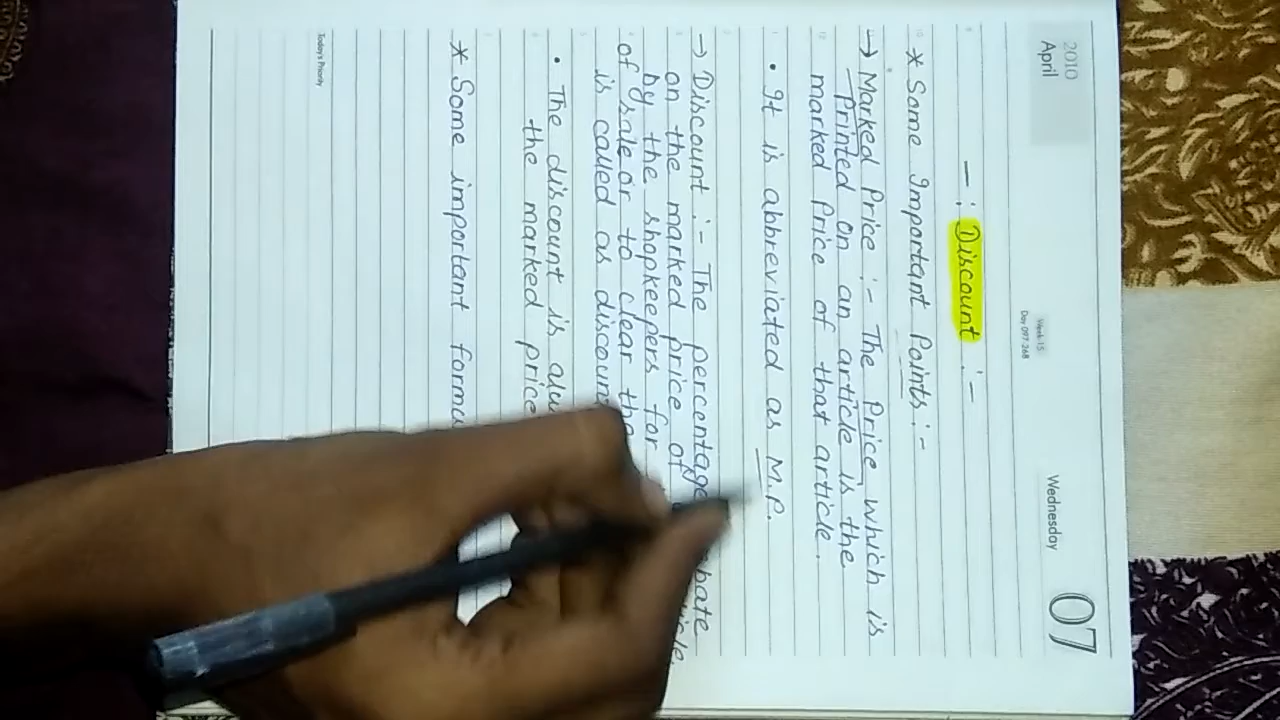 2010
April
Wednesday
07
Week-15
Day 097-268
-: Discount :-
* Some Important Points:-
→ Marked Price :- The Price which is
Printed on an article is the
marked Price of that article.
• It is abbreviated as M.P.
→ Discount :- The percentage
on the marked price of
by the shopkeepers for
of sale or to clear the
is called as discount
• The discount is
the marked price
* Some important
Today's Priority